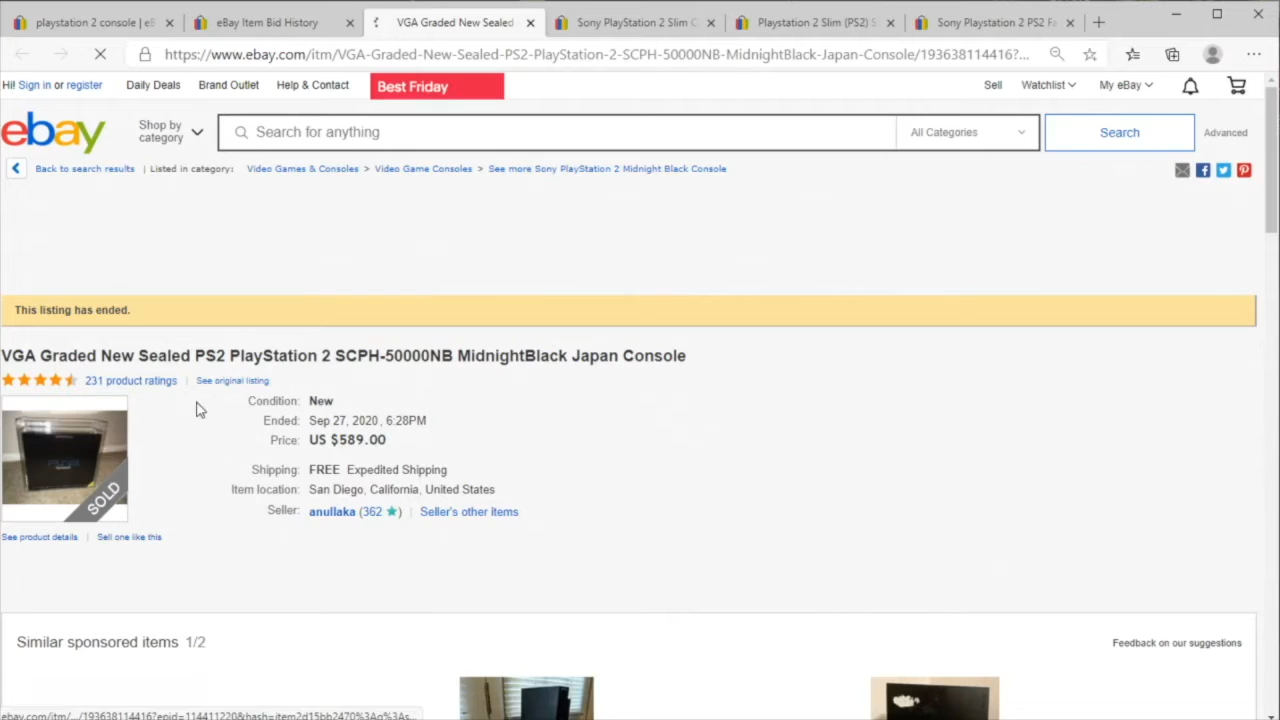 playstation 2 console | eB
eBay Item Bid History
VGA Graded New Sealed
Sony PlayStation 2 Slim C
Playstation 2 Slim (PS2) S
Sony Playstation 2 PS2 Fa
https://www.ebay.com/itm/VGA-Graded-New-Sealed-PS2-PlayStation-2-SCPH-50000NB-MidnightBlack-Japan-Console/193638114416?...
Hi! Sign in or register
Daily Deals
Brand Outlet
Help & Contact
Best Friday
Sell
Watchlist
My eBay
ebay
Shop by category
Search for anything
All Categories
Search
Advanced
Back to search results | Listed in category: Video Games & Consoles > Video Game Consoles > See more Sony PlayStation 2 Midnight Black Console
This listing has ended.
VGA Graded New Sealed PS2 PlayStation 2 SCPH-50000NB MidnightBlack Japan Console
231 product ratings | See original listing
Condition: New
Ended: Sep 27, 2020 , 6:28PM
Price: US $589.00
SOLD
Shipping: FREE Expedited Shipping
Item location: San Diego, California, United States
Seller: anullaka (362 ) | Seller's other items
See product details | Sell one like this
Similar sponsored items 1/2
Feedback on our suggestions